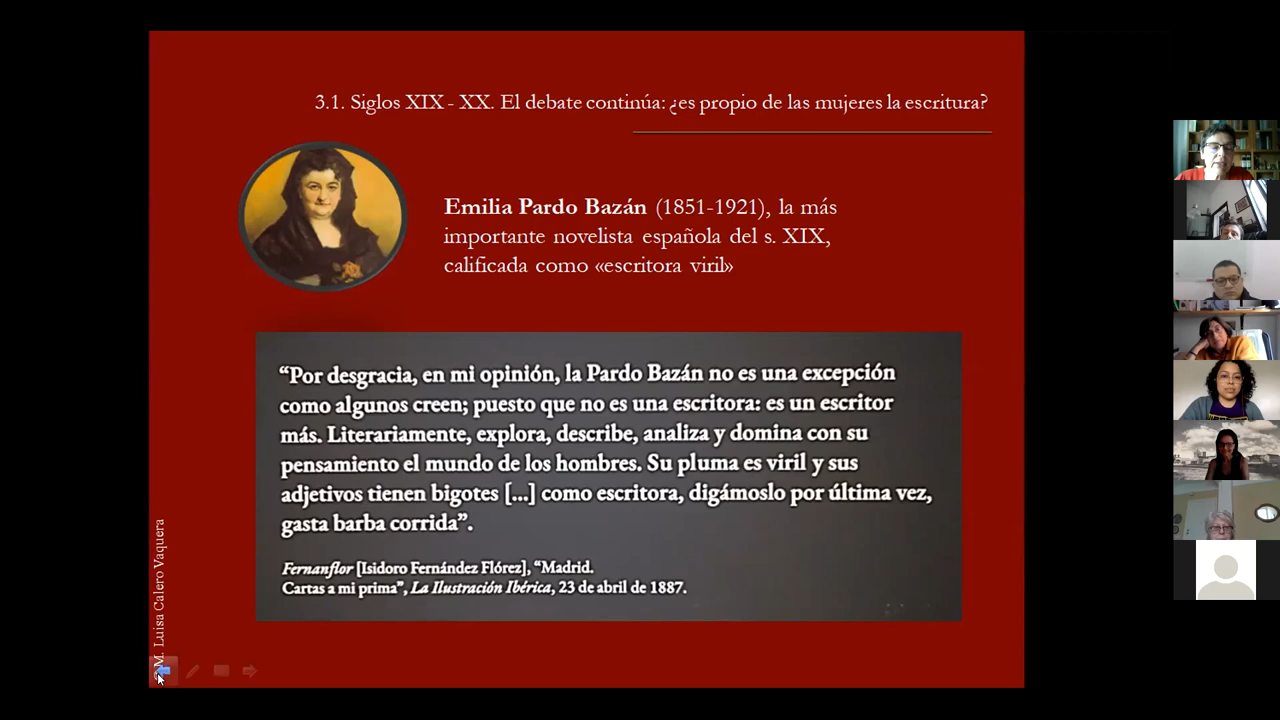 3.1. Siglos XIX - XX. El debate continúa: ¿es propio de las mujeres la escritura?
Emilia Pardo Bazán (1851-1921), la más
importante novelista española del s. XIX,
calificada como «escritora viril»
“Por desgracia, en mi opinión, la Pardo Bazán no es una excepción
como algunos creen; puesto que no es una escritora: es un escritor
más. Literariamente, explora, describe, analiza y domina con su
pensamiento el mundo de los hombres. Su pluma es viril y sus
adjetivos tienen bigotes [...] como escritora, digámoslo por última vez,
gasta barba corrida”.
Fernanflor [Isidoro Fernández Flórez], “Madrid.
Cartas a mi prima”, La Ilustración Ibérica, 23 de abril de 1887.
M. Luisa Calero Vaquera